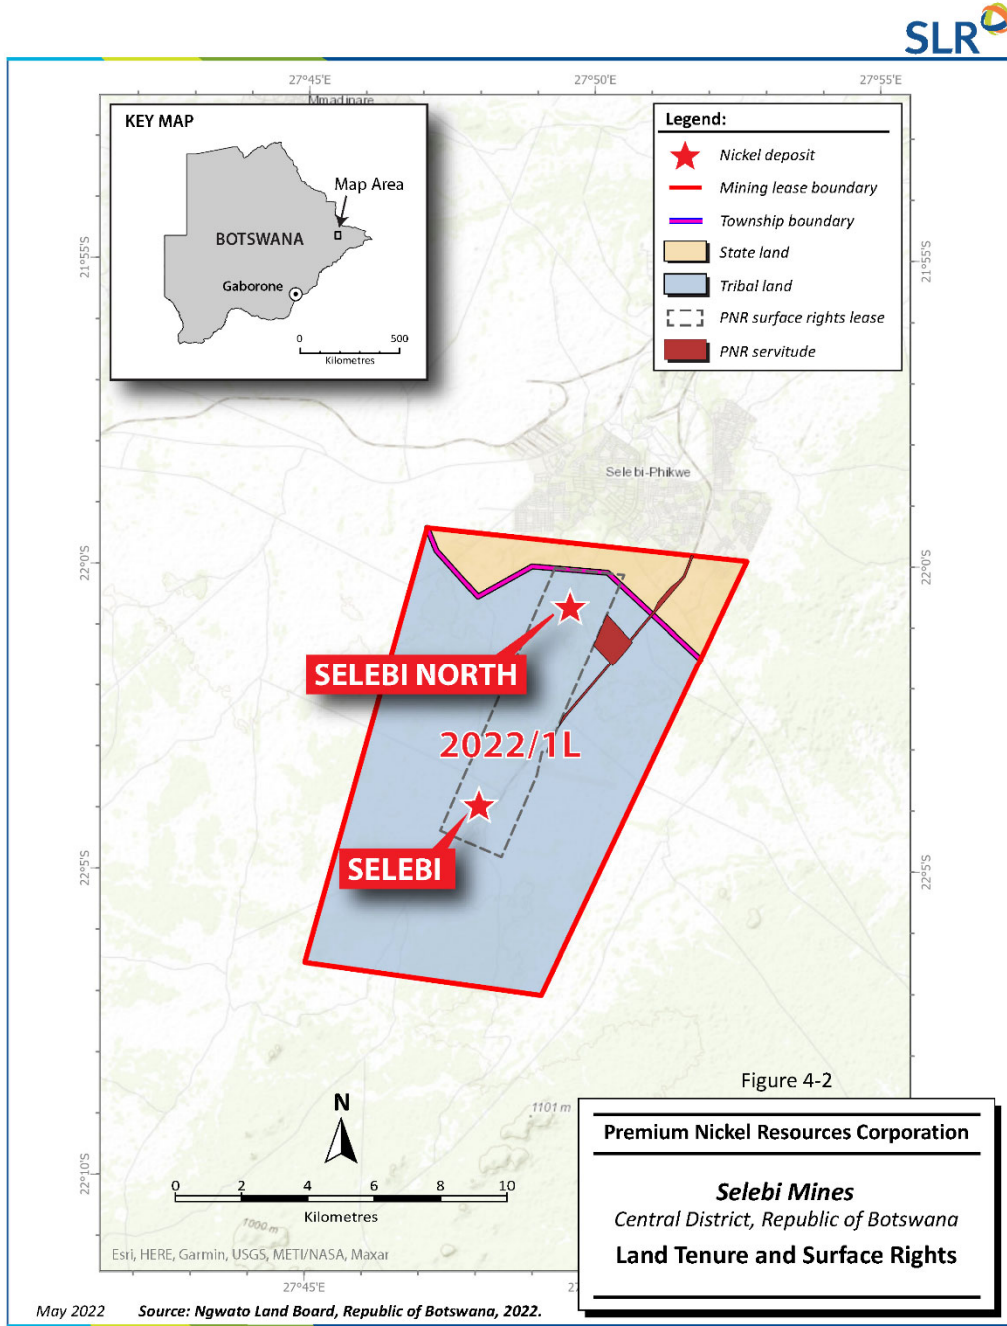 SLR
27°45'E
27°50'E
27°55'E
Mmadinare
KEY MAP
Map Area
BOTSWANA
Gaborone
0 500
Kilometres
Legend:
Nickel deposit
Mining lease boundary
Township boundary
State land
Tribal land
PNR surface rights lease
PNR servitude
21°55'S
21°55'S
Selebi-Phikwe
22°0'S
22°0'S
SELEBI NORTH
2022/1L
SELEBI
22°5'S
22°5'S
Figure 4-2
N
1101 m
0 2 4 6 8 10
Kilometres
22°10'S
1000 m
Premium Nickel Resources Corporation
Selebi Mines
Central District, Republic of Botswana
Land Tenure and Surface Rights
Esri, HERE, Garmin, USGS, METI/NASA, Maxar
27°45'E
May 2022 Source: Ngwato Land Board, Republic of Botswana, 2022.